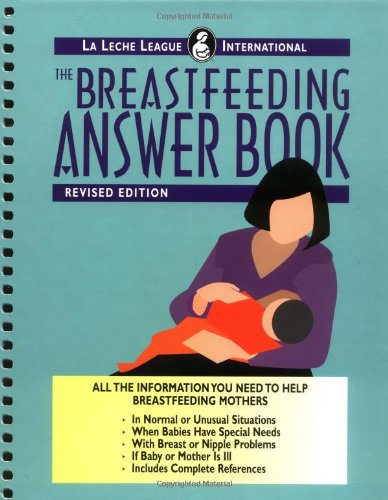 LA LECHE LEAGUE INTERNATIONAL
THE BREASTFEEDING
ANSWER BOOK
REVISED EDITION
ALL THE INFORMATION YOU NEED TO HELP
BREASTFEEDING MOTHERS
• In Normal or Unusual Situations
• When Babies Have Special Needs
• With Breast or Nipple Problems
• If Baby or Mother Is Ill
• Includes Complete References